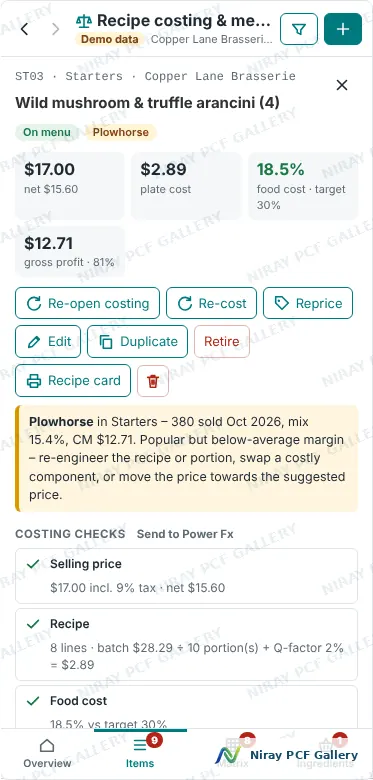 Recipe costing & me...
Demo data Copper Lane Brasseri...
ST03 · Starters · Copper Lane Brasserie
Wild mushroom & truffle arancini (4)
On menu Plowhorse
$17.00
net $15.60
$2.89
plate cost
18.5%
food cost · target
30%
$12.71
gross profit · 81%
Re-open costing Re-cost Reprice
Edit Duplicate Retire
Recipe card
Plowhorse in Starters – 380 sold Oct 2026, mix
15.4%, CM $12.71. Popular but below-average margin
– re-engineer the recipe or portion, swap a costly
component, or move the price towards the suggested
price.
COSTING CHECKS Send to Power Fx
Selling price
$17.00 incl. 9% tax · net $15.60
Recipe
8 lines · batch $28.29 ÷ 10 portion(s) + Q-factor 2%
= $2.89
Food cost
18.5% vs target 30%
Overview
9
Items
Matrix
Ingredients
Niray PCF Gallery
NIRAY PCF GALLERY